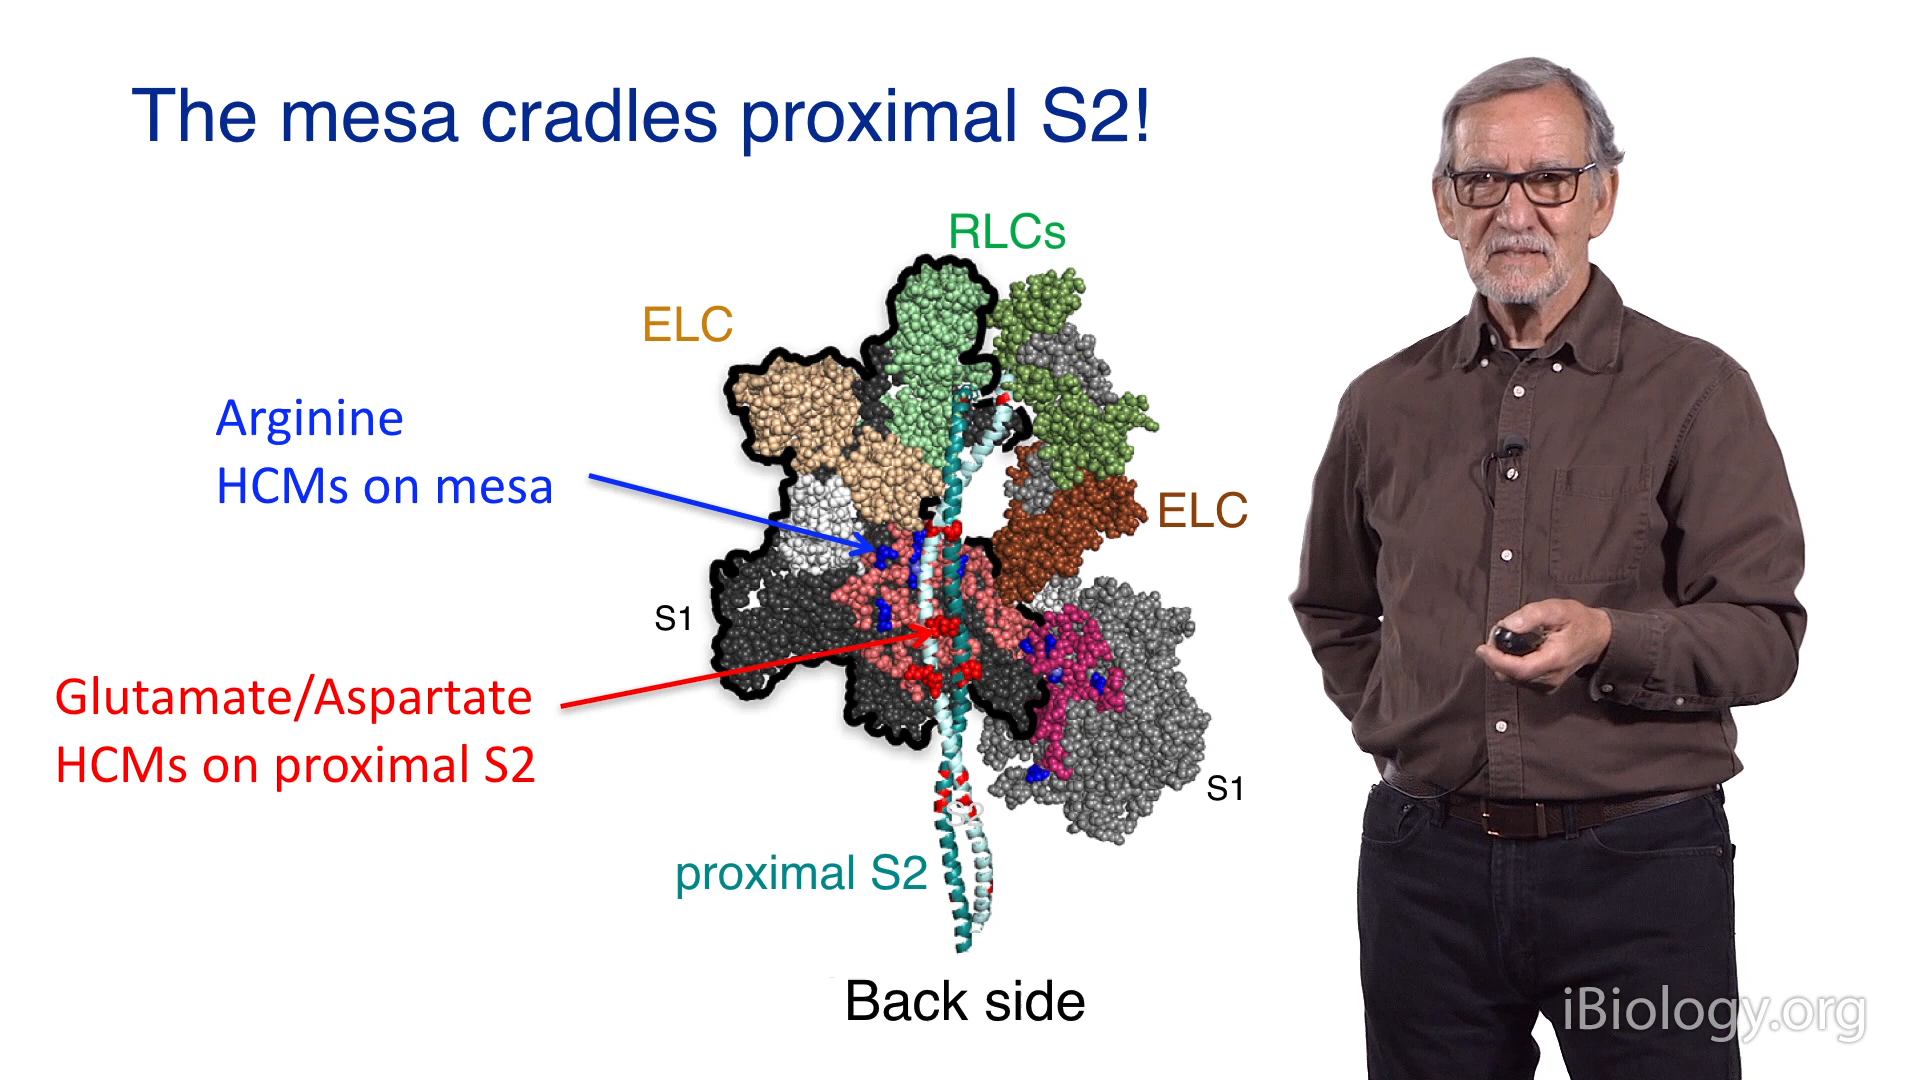 The mesa cradles proximal S2!
RLCs
ELC
Arginine
HCMs on mesa
ELC
S1
Glutamate/Aspartate
HCMs on proximal S2
S1
proximal S2
Back side
iBiology.org